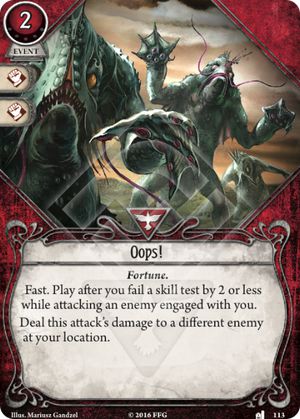 2
EVENT
Oops!
Fortune.
Fast. Play after you fail a skill test by 2 or less
while attacking an enemy engaged with you.
Deal this attack's damage to a different enemy
at your location.
Illus. Mariusz Gandzel
© 2016 FFG
113